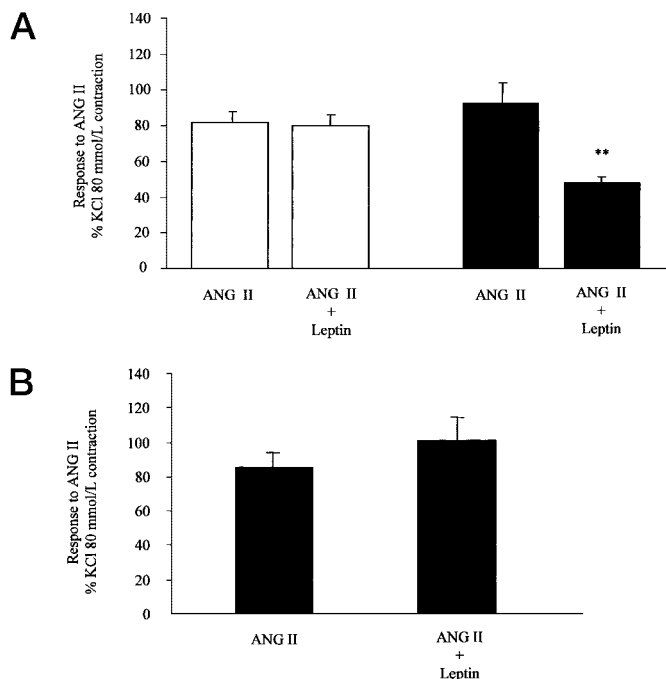 A
Response to ANG II
% KCl 80 mmol/L contraction
140
120
100
80
60
40
20
0
**
ANG II
ANG II
+
Leptin
ANG II
ANG II
+
Leptin
B
Response to ANG II
% KCl 80 mmol/L contraction
140
120
100
80
60
40
20
0
ANG II
ANG II
+
Leptin